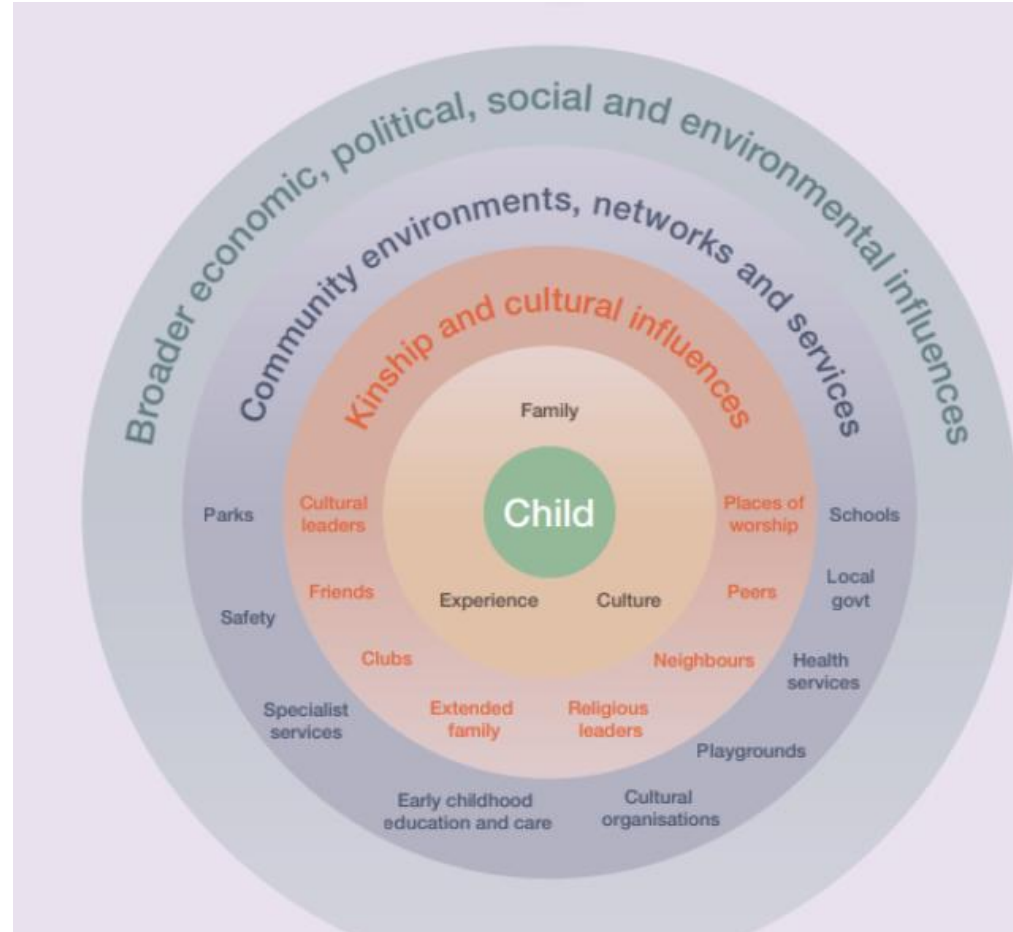 Broader economic, political, social and environmental influences
Community environments, networks and services
Kinship and cultural influences
Family
Child
Experience
Culture
Cultural
leaders
Friends
Clubs
Extended
family
Religious
leaders
Neighbours
Peers
Places of
worship
Parks
Safety
Specialist
services
Early childhood
education and care
Cultural
organisations
Playgrounds
Health
services
Local
govt
Schools